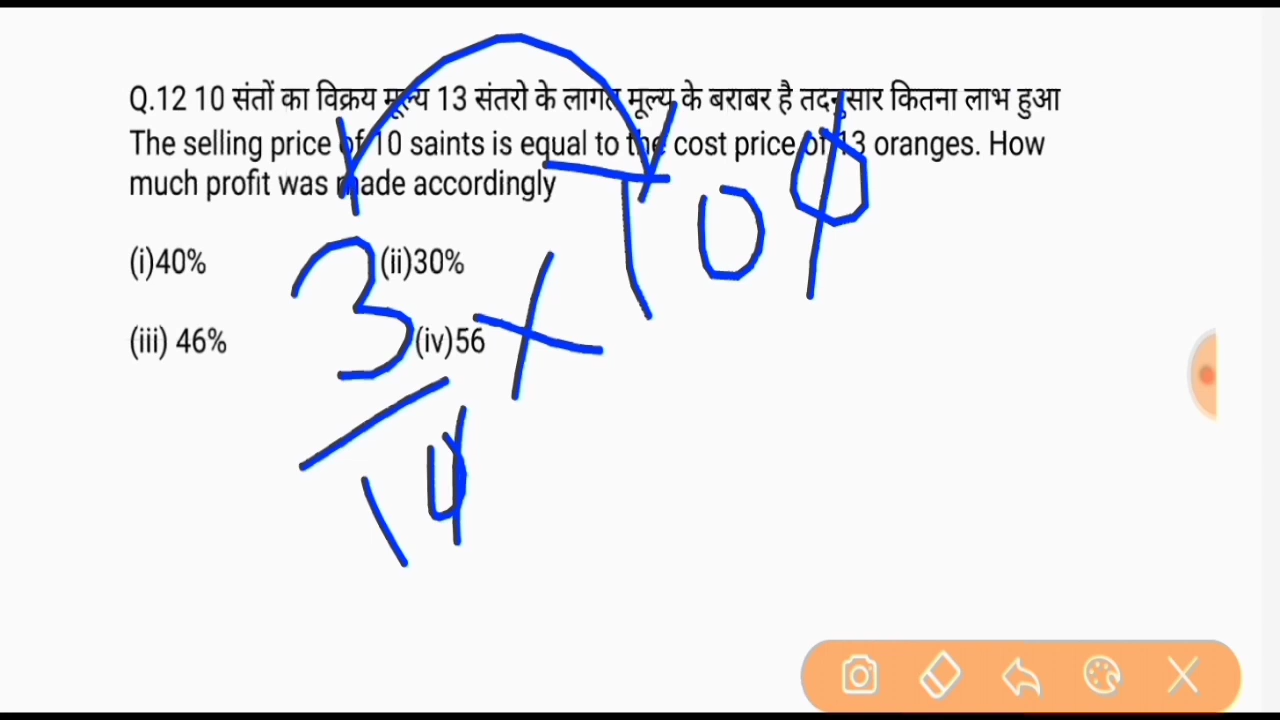 Q.12 10 संतों का विक्रय मूल्य 13 संतरो के लागत मूल्य के बराबर है तदनुसार कितना लाभ हुआ
The selling price of 10 saints is equal to the cost price of 13 oranges. How
much profit was made accordingly
(i)40% (ii)30%
(iii) 46% (iv)56
3 × 100
10